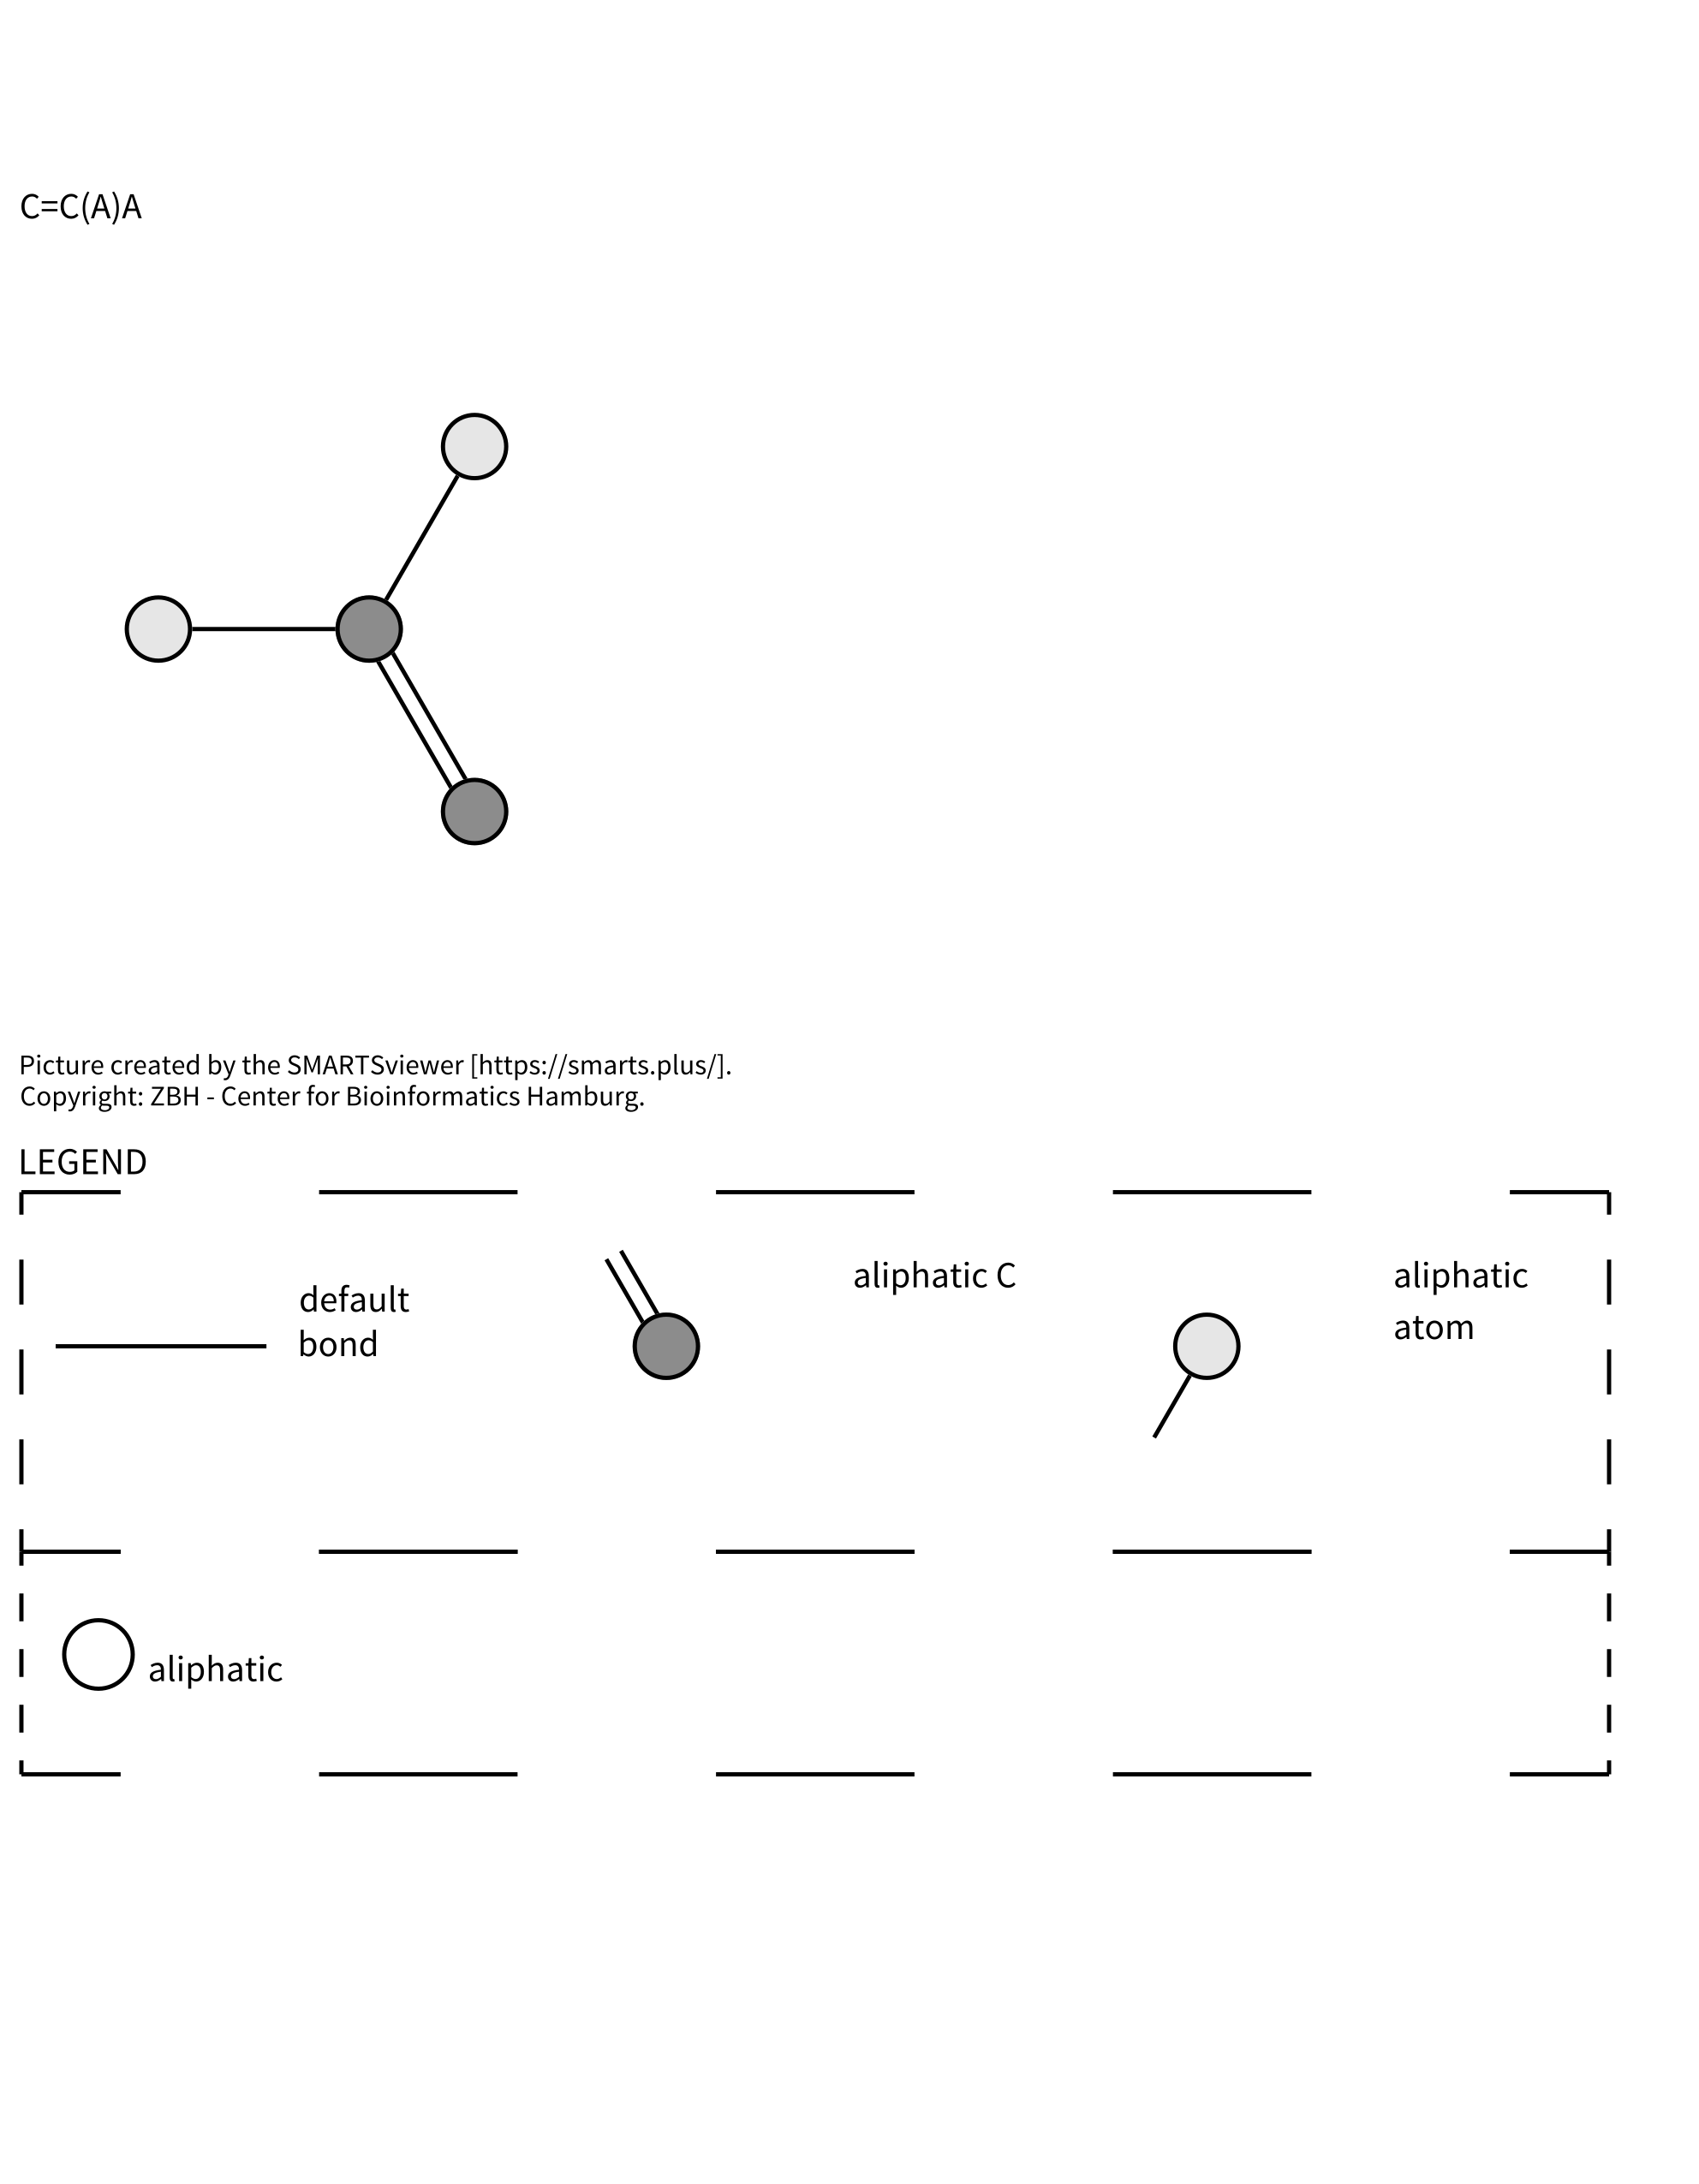 C=C(A)A
Picture created by the SMARTSviewer [https://smarts.plus/].
Copyright: ZBH - Center for Bioinformatics Hamburg.
LEGEND
default
bond
aliphatic C
aliphatic
atom
aliphatic